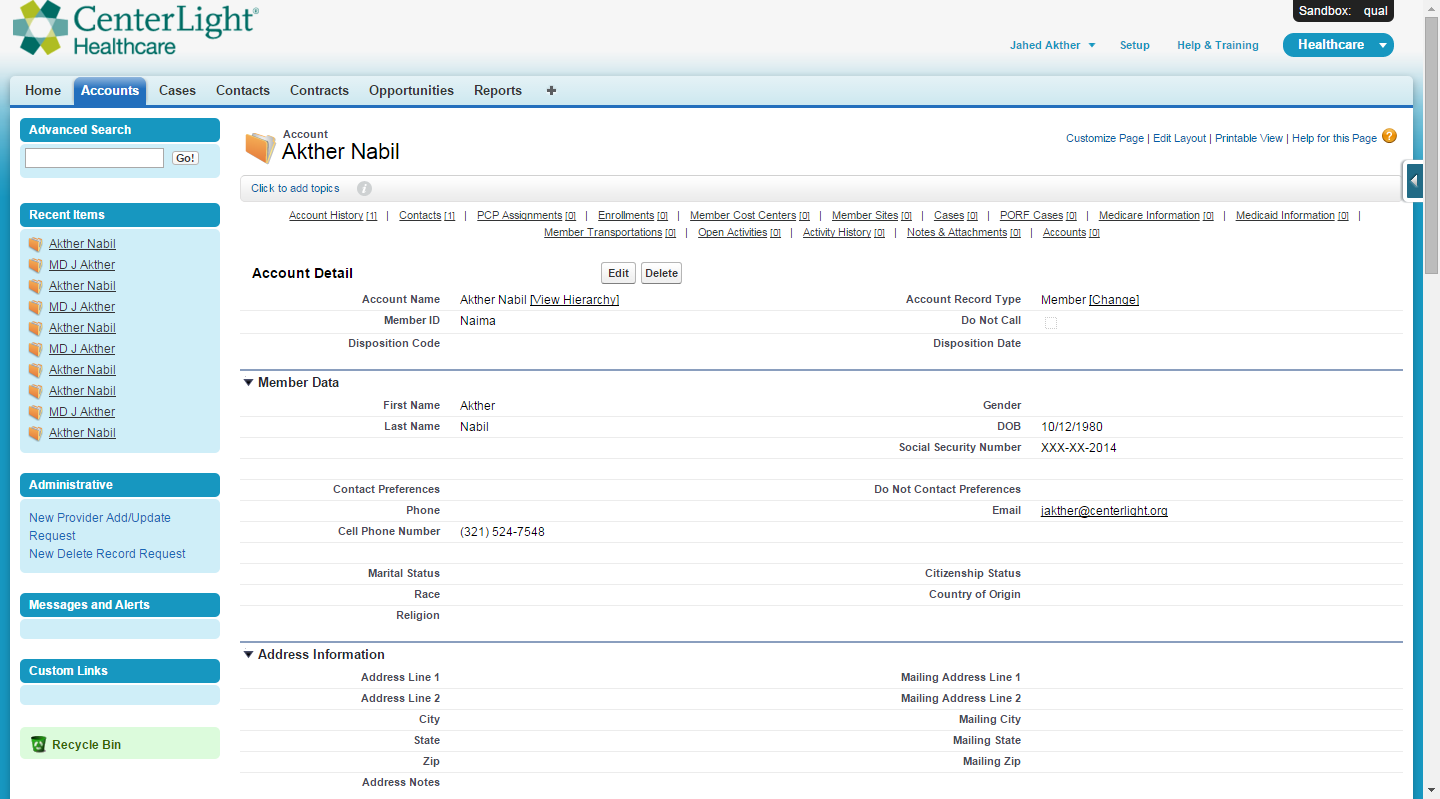 CenterLight®
Healthcare
Sandbox: qual
Jahed Akther Setup Help & Training Healthcare
Home Accounts Cases Contacts Contracts Opportunities Reports +
Advanced Search
Go!
Recent Items
Akther Nabil
MD J Akther
Akther Nabil
MD J Akther
Akther Nabil
MD J Akther
Akther Nabil
Akther Nabil
MD J Akther
Akther Nabil
Administrative
New Provider Add/Update
Request
New Delete Record Request
Messages and Alerts
Custom Links
Recycle Bin
Account
Akther Nabil
Customize Page | Edit Layout | Printable View | Help for this Page ?
Click to add topics i
Account History [1] | Contacts [1] | PCP Assignments [0] | Enrollments [0] | Member Cost Centers [0] | Member Sites [0] | Cases [0] | PORF Cases [0] | Medicare Information [0] | Medicaid Information [0] |
Member Transportations [0] | Open Activities [0] | Activity History [0] | Notes & Attachments [0] | Accounts [0]
Account Detail Edit Delete
Account Name Akther Nabil [View Hierarchy] Account Record Type Member [Change]
Member ID Naima Do Not Call
Disposition Code Disposition Date
Member Data
First Name Akther Gender
Last Name Nabil DOB 10/12/1980
Social Security Number XXX-XX-2014
Contact Preferences Do Not Contact Preferences
Phone Email jakther@centerlight.org
Cell Phone Number (321) 524-7548
Marital Status Citizenship Status
Race Country of Origin
Religion
Address Information
Address Line 1 Mailing Address Line 1
Address Line 2 Mailing Address Line 2
City Mailing City
State Mailing State
Zip Mailing Zip
Address Notes